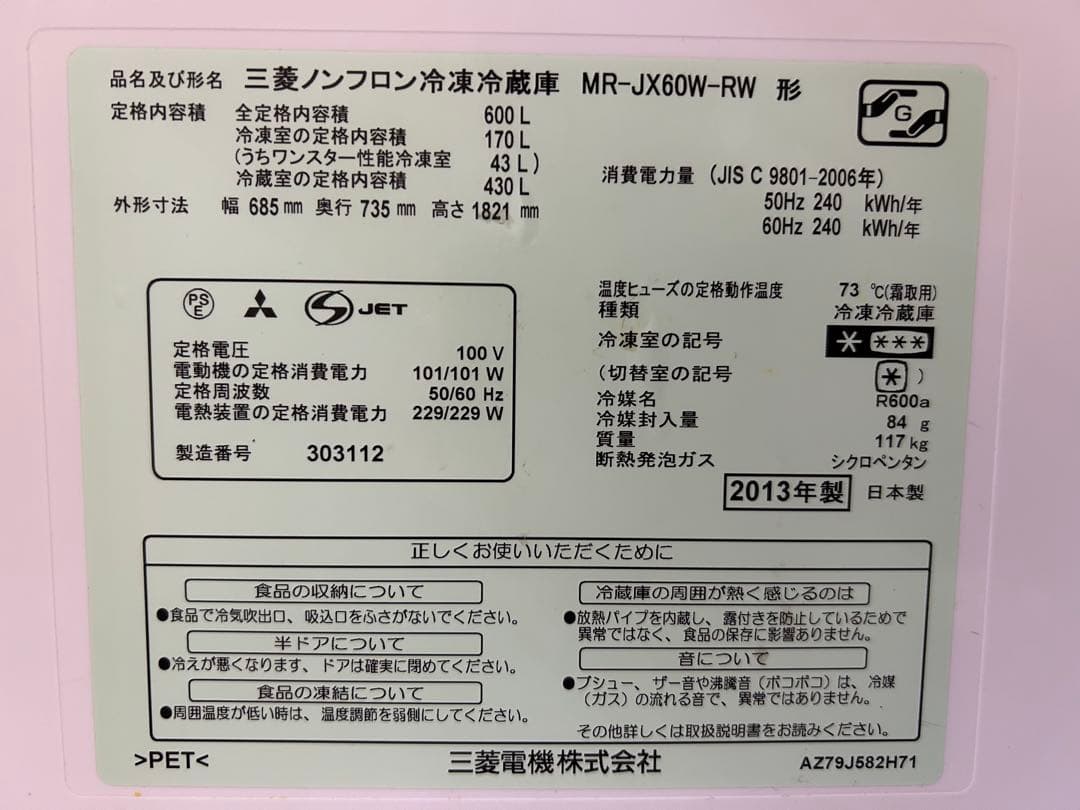 品名及び形名 三菱ノンフロン冷凍冷蔵庫 MR-JX60W-RW 形
定格内容積 全定格内容積 600 L
冷凍室の定格内容積 170 L
(うちワンスター性能冷凍室 43 L)
冷蔵室の定格内容積 430 L
外形寸法 幅 685 mm 奥行 735 mm 高さ 1821 mm
G
消費電力量 (JIS C 9801-2006年)
50Hz 240 kWh/年
60Hz 240 kWh/年
PS
E
JET
定格電圧 100 V
電動機の定格消費電力 101/101 W
定格周波数 50/60 Hz
電熱装置の定格消費電力 229/229 W
製造番号 303112
温度ヒューズの定格動作温度 73 ℃(霜取用)
種類 冷凍冷蔵庫
冷凍室の記号 * ***
(切替室の記号 * )
冷媒名 R600a
冷媒封入量 84 g
質量 117 kg
断熱発泡ガス シクロペンタン
2013年製 日本製
正しくお使いいただくために
食品の収納について
●食品で冷気吹出口、吸込口をふさがないでください。
半ドアについて
●冷えが悪くなります、ドアは確実に閉めてください。
食品の凍結について
●周囲温度が低い時は、温度調節を弱側にしてください。
冷蔵庫の周囲が熱く感じるのは
●放熱パイプを内蔵し、露付きを防止しているためで
異常ではなく、食品の保存に影響ありません。
音について
●プシュー、ザー音や沸騰音(ポコポコ)は、冷媒
(ガス)の流れる音で、異常ではありません。
その他詳しくは取扱説明書をお読みください。
>PET<
三菱電機株式会社
AZ79J582H71